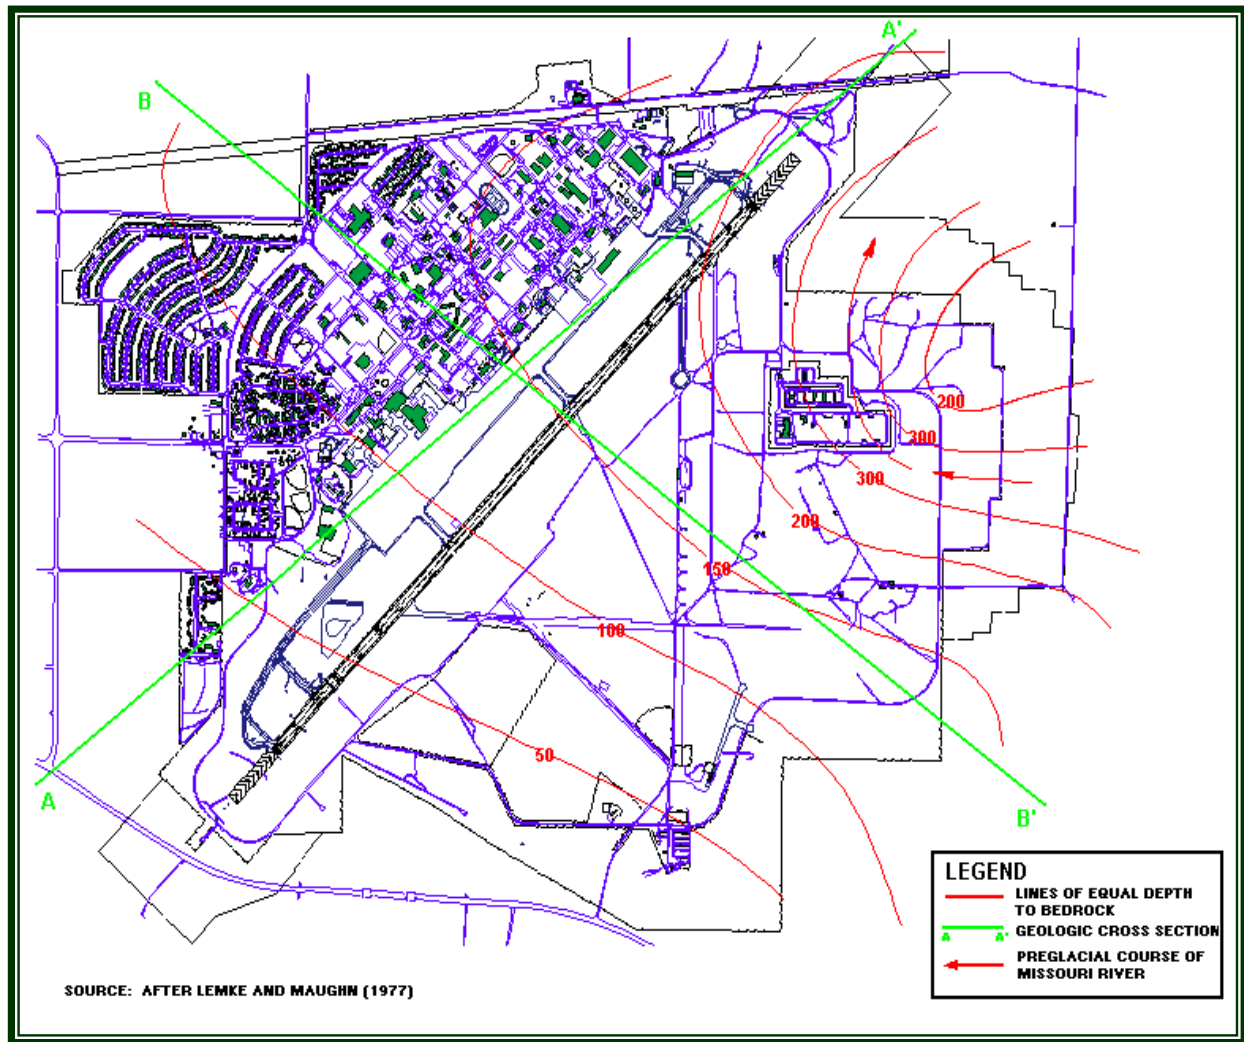 A'
B
200
300
300
200
150
100
50
A
B'
LEGEND
LINES OF EQUAL DEPTH
TO BEDROCK
A A' GEOLOGIC CROSS SECTION
PREGLACIAL COURSE OF
MISSOURI RIVER
SOURCE: AFTER LEMKE AND MAUGHN (1977)